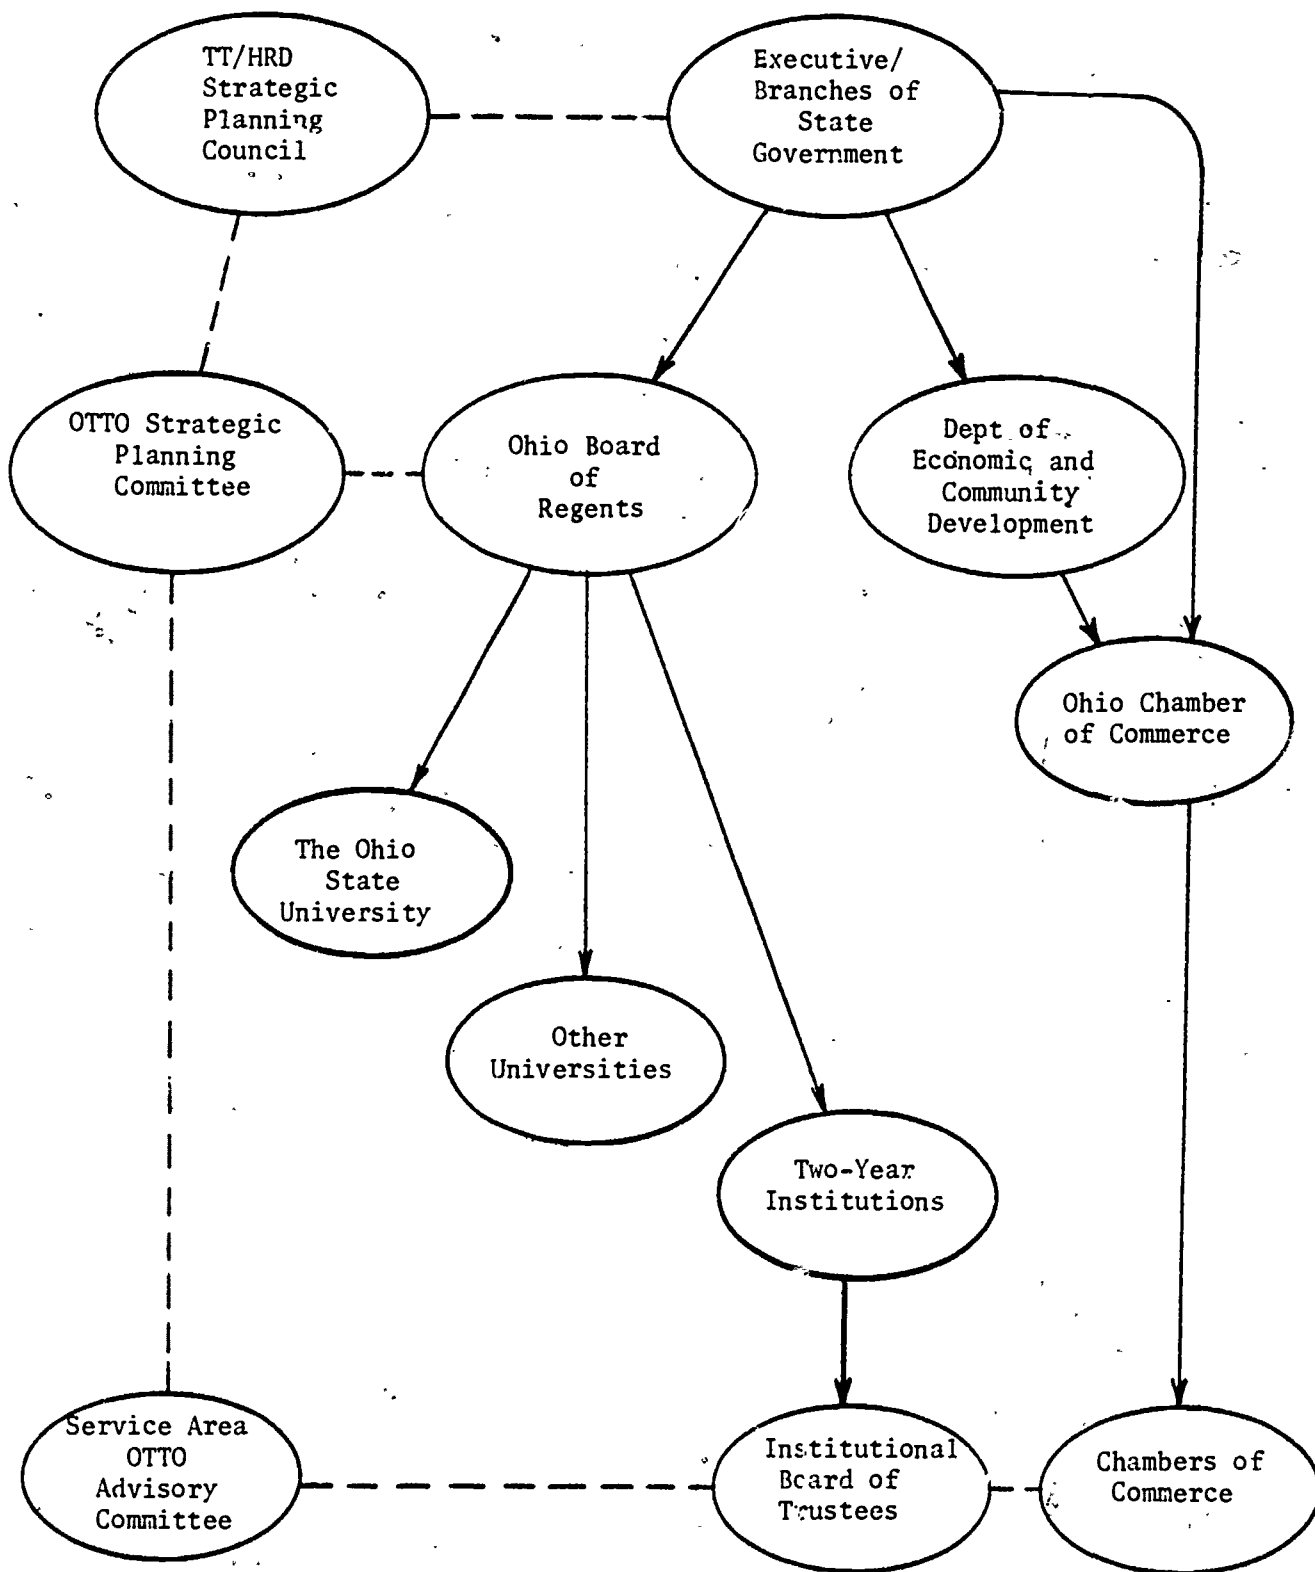 TT/HRD
Strategic
Planning
Council
Executive/
Branches of
State
Government
OTTO Strategic
Planning
Committee
Ohio Board
of
Regents
Dept of
Economic and
Community
Development
Ohio Chamber
of Commerce
The Ohio
State
University
Other
Universities
Two-Year
Institutions
Service Area
OTTO
Advisory
Committee
Institutional
Board of
Trustees
Chambers of
Commerce